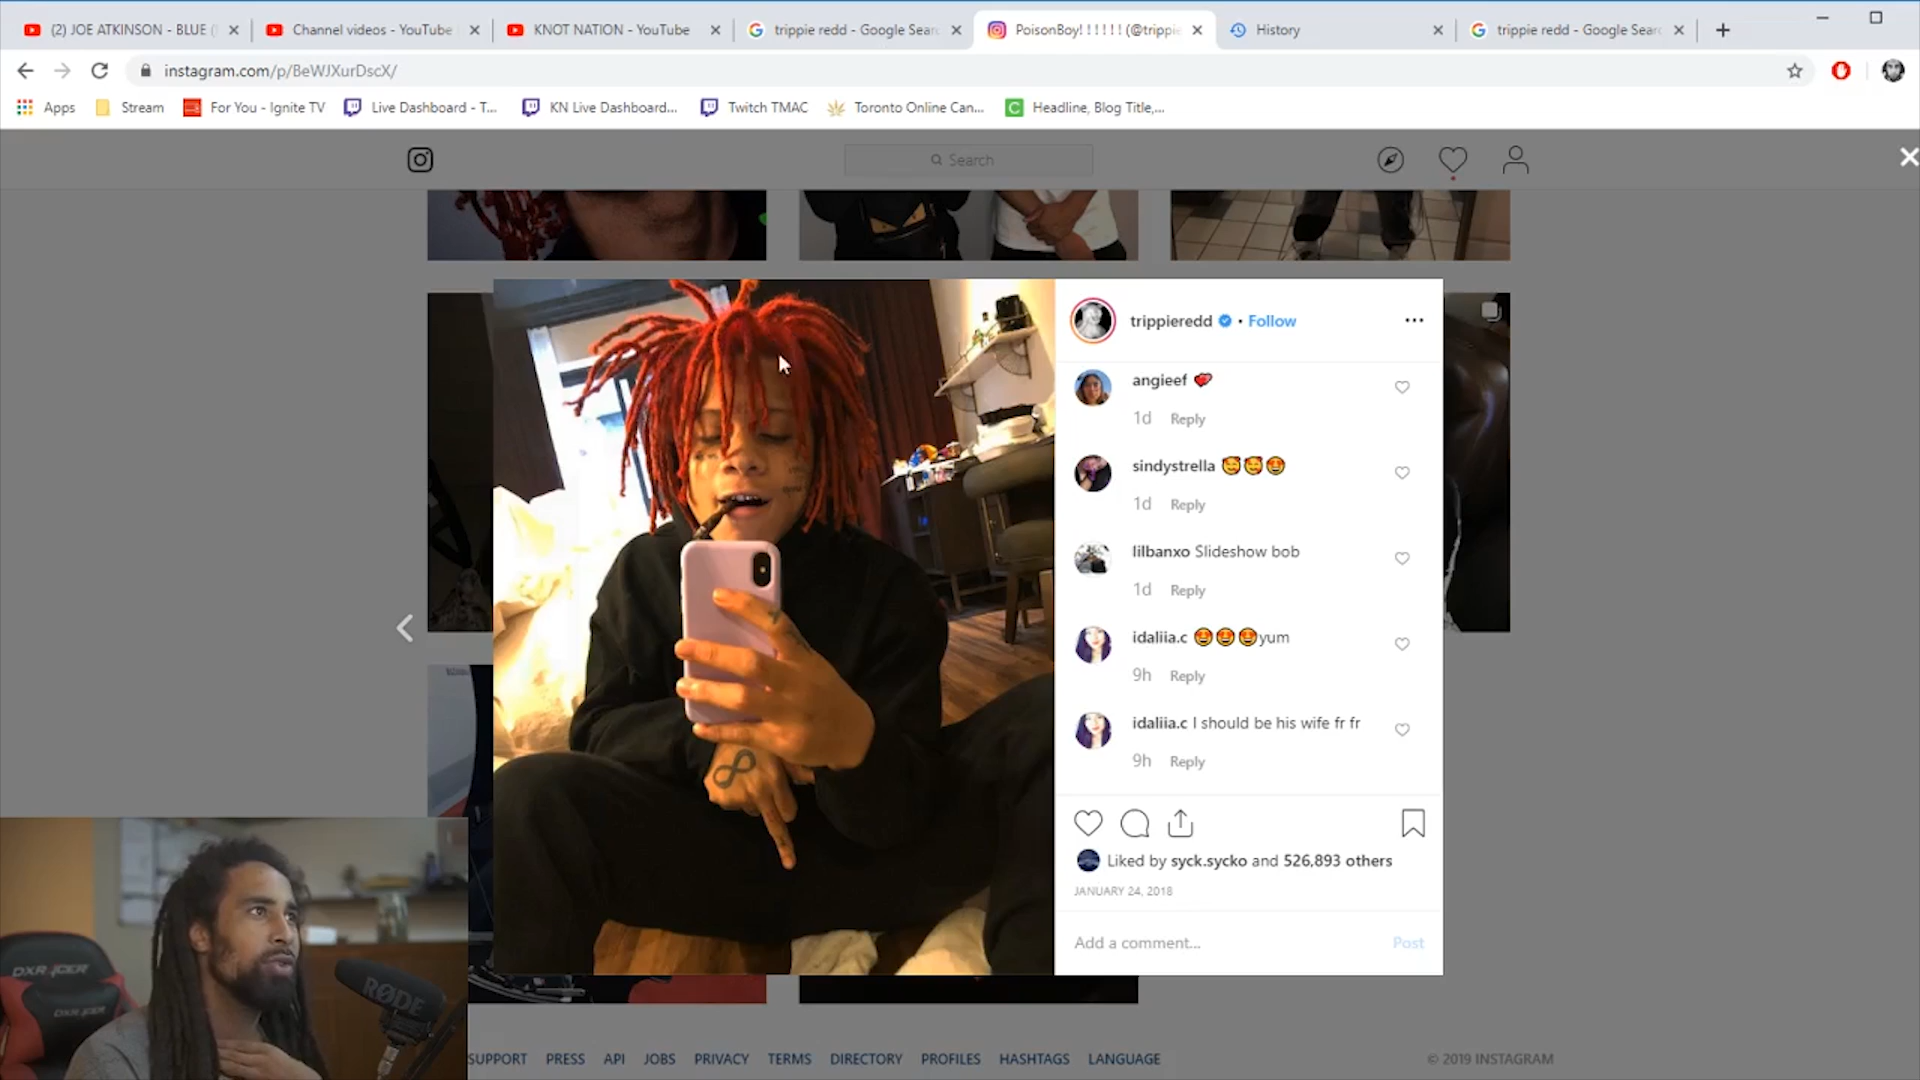 (2) JOE ATKINSON - BLUE (
Channel videos - YouTube
KNOT NATION - YouTube
trippie redd - Google Sear
PoisonBoy! ! ! ! ! ! (@trippie
History
trippie redd - Google Sear
instagram.com/p/BeWJXurDscX/
Apps
Stream
For You - Ignite TV
Live Dashboard - T...
KN Live Dashboard...
Twitch TMAC
Toronto Online Can...
Headline, Blog Title,...
Search
trippieredd • Follow
angieef 💕
1d Reply
sindystrella 🥰🥰🤩
1d Reply
lilbanxo Slideshow bob
1d Reply
idaliia.c 🤩🤩🤩yum
9h Reply
idaliia.c I should be his wife fr fr
9h Reply
Liked by syck.sycko and 526,893 others
JANUARY 24, 2018
Add a comment...
Post
DXRACER
DXRACER
RØDE
SUPPORT PRESS API JOBS PRIVACY TERMS DIRECTORY PROFILES HASHTAGS LANGUAGE
© 2019 INSTAGRAM